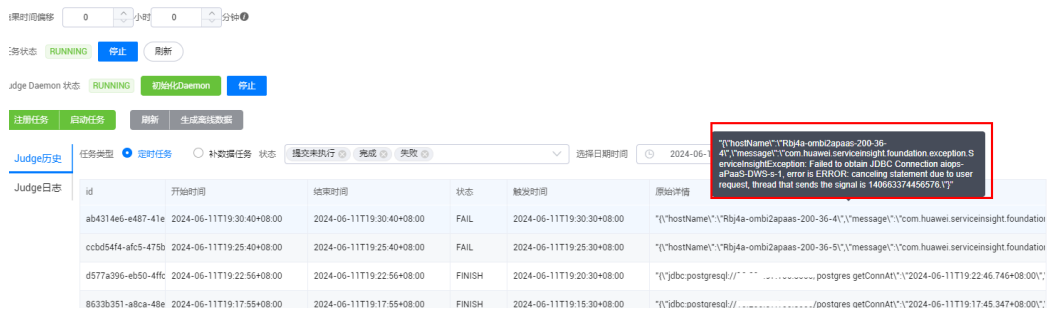 果时间偏移 0 小时 0 分钟
务状态 RUNNING 停止 刷新
udge Daemon 状态 RUNNING 初始化Daemon 停止
注册任务 启动任务 刷新 生成离线数据
"{\"hostName\":\"Rbj4a-ombi2apaas-200-36-
4\",\"message\":\"com.huawei.serviceinsight.foundation.exception.S
erviceInsightException: Failed to obtain JDBC Connection aiops-
aPaaS-DWS-s-1, error is ERROR: canceling statement due to user
request, thread that sends the signal is 140663374456576.\"}"
Judge历史 任务类型 定时任务 补数据任务 状态 提交未执行 完成 失败 选择日期时间 2024-06-1
Judge日志
id 开始时间 结束时间 状态 触发时间 原始详情
ab4314e6-e487-41e 2024-06-11T19:30:40+08:00 2024-06-11T19:30:40+08:00 FAIL 2024-06-11T19:30:30+08:00 "{\"hostName\":\"Rbj4a-ombi2apaas-200-36-4\",\"message\":\"com.huawei.serviceinsight.foundation
ccbd54f4-afc5-475b 2024-06-11T19:25:40+08:00 2024-06-11T19:25:40+08:00 FAIL 2024-06-11T19:25:30+08:00 "{\"hostName\":\"Rbj4a-ombi2apaas-200-36-5\",\"message\":\"com.huawei.serviceinsight.foundation
d577a396-eb50-4ffc 2024-06-11T19:22:56+08:00 2024-06-11T19:22:56+08:00 FINISH 2024-06-11T19:20:30+08:00 "{\"jdbc:postgresql:// postgres getConnAt\":\"2024-06-11T19:22:46.746+08:00\",
8633b351-a8ca-48e 2024-06-11T19:17:55+08:00 2024-06-11T19:17:55+08:00 FINISH 2024-06-11T19:15:30+08:00 "{\"jdbc:postgresql:// /postgres getConnAt\":\"2024-06-11T19:17:45.347+08:00\",